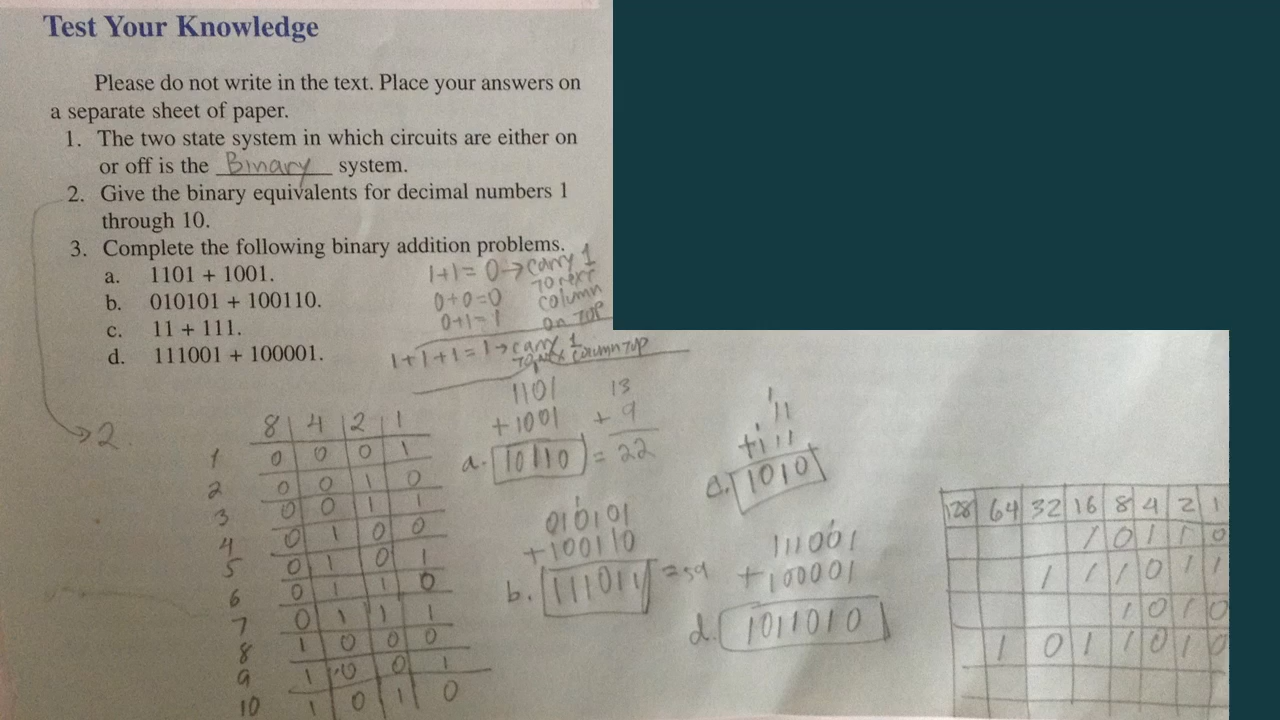 Test Your Knowledge
Please do not write in the text. Place your answers on
a separate sheet of paper.
1. The two state system in which circuits are either on
or off is the Binary system.
2. Give the binary equivalents for decimal numbers 1
through 10.
3. Complete the following binary addition problems.
a. 1101 + 1001.
b. 010101 + 100110.
c. 11 + 111.
d. 111001 + 100001.
1+1=0→carry 1
to next
0+0=0 column
0+1=1 on top
1+1+1=1→carry 1
to next column top
2.
8 4 2 1
1 0 0 0 1
2 0 0 1 0
3 0 0 1 1
4 0 1 0 0
5 0 1 0 1
6 0 1 1 0
7 0 1 1 1
8 1 0 0 0
9 1 0 0 1
10 1 0 1 0
1101 13
+1001 + 9
a. 10110 = 22
1
010101
+100110
b. 111011 = 59
1
11
1
+111
c. 1010
1
111001
+100001
d. 1011010
128 64 32 16 8 4 2 1
1 0 1 1 0
1 1 1 0 1 1
1 0 1 0
1 0 1 1 0 1 0